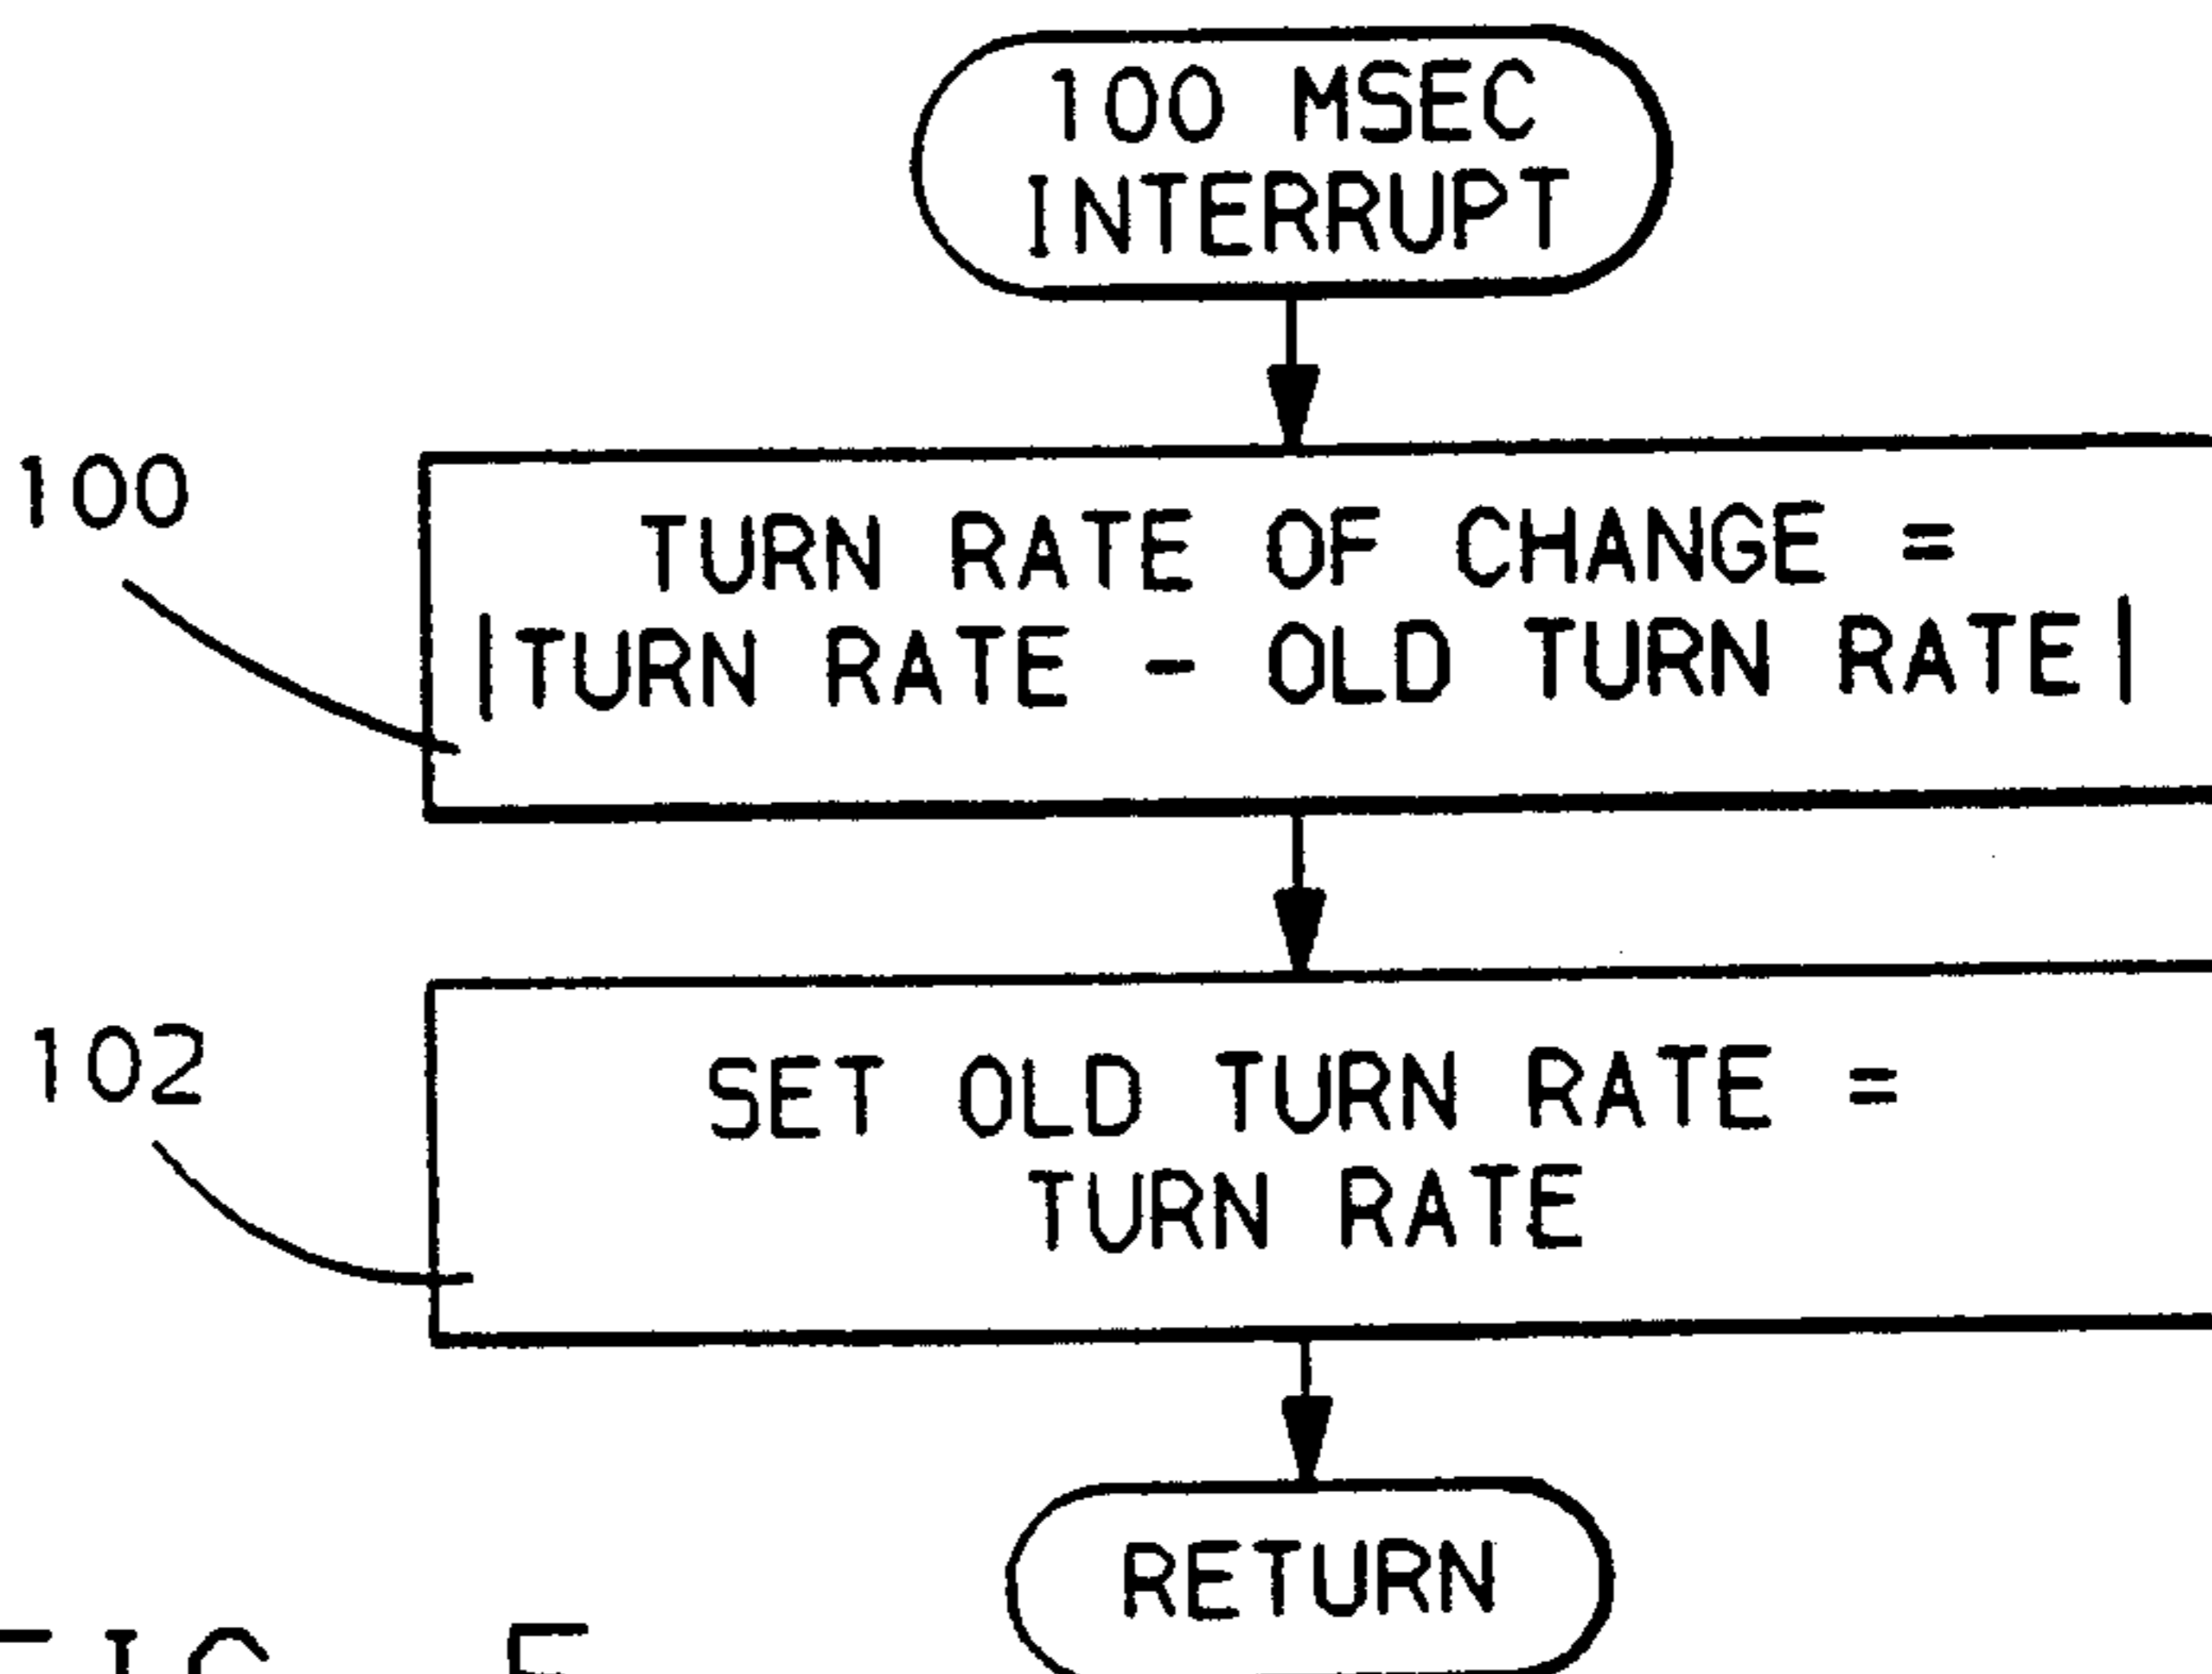 100 MSEC
INTERRUPT
100
TURN RATE OF CHANGE =
|TURN RATE - OLD TURN RATE|
102
SET OLD TURN RATE =
TURN RATE
RETURN